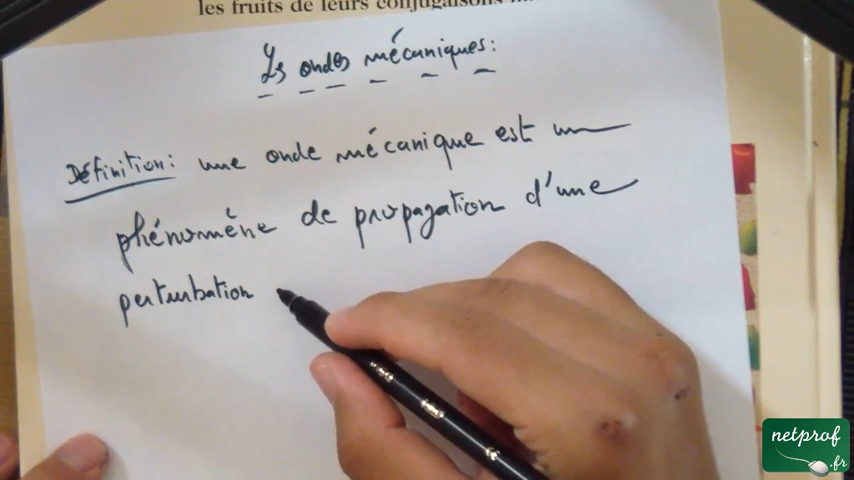 les fruits de leurs conjugaisons
Les ondes mécaniques:
Définition: une onde mécanique est un
phénomène de propagation d'une
perturbation
netprof
.fr